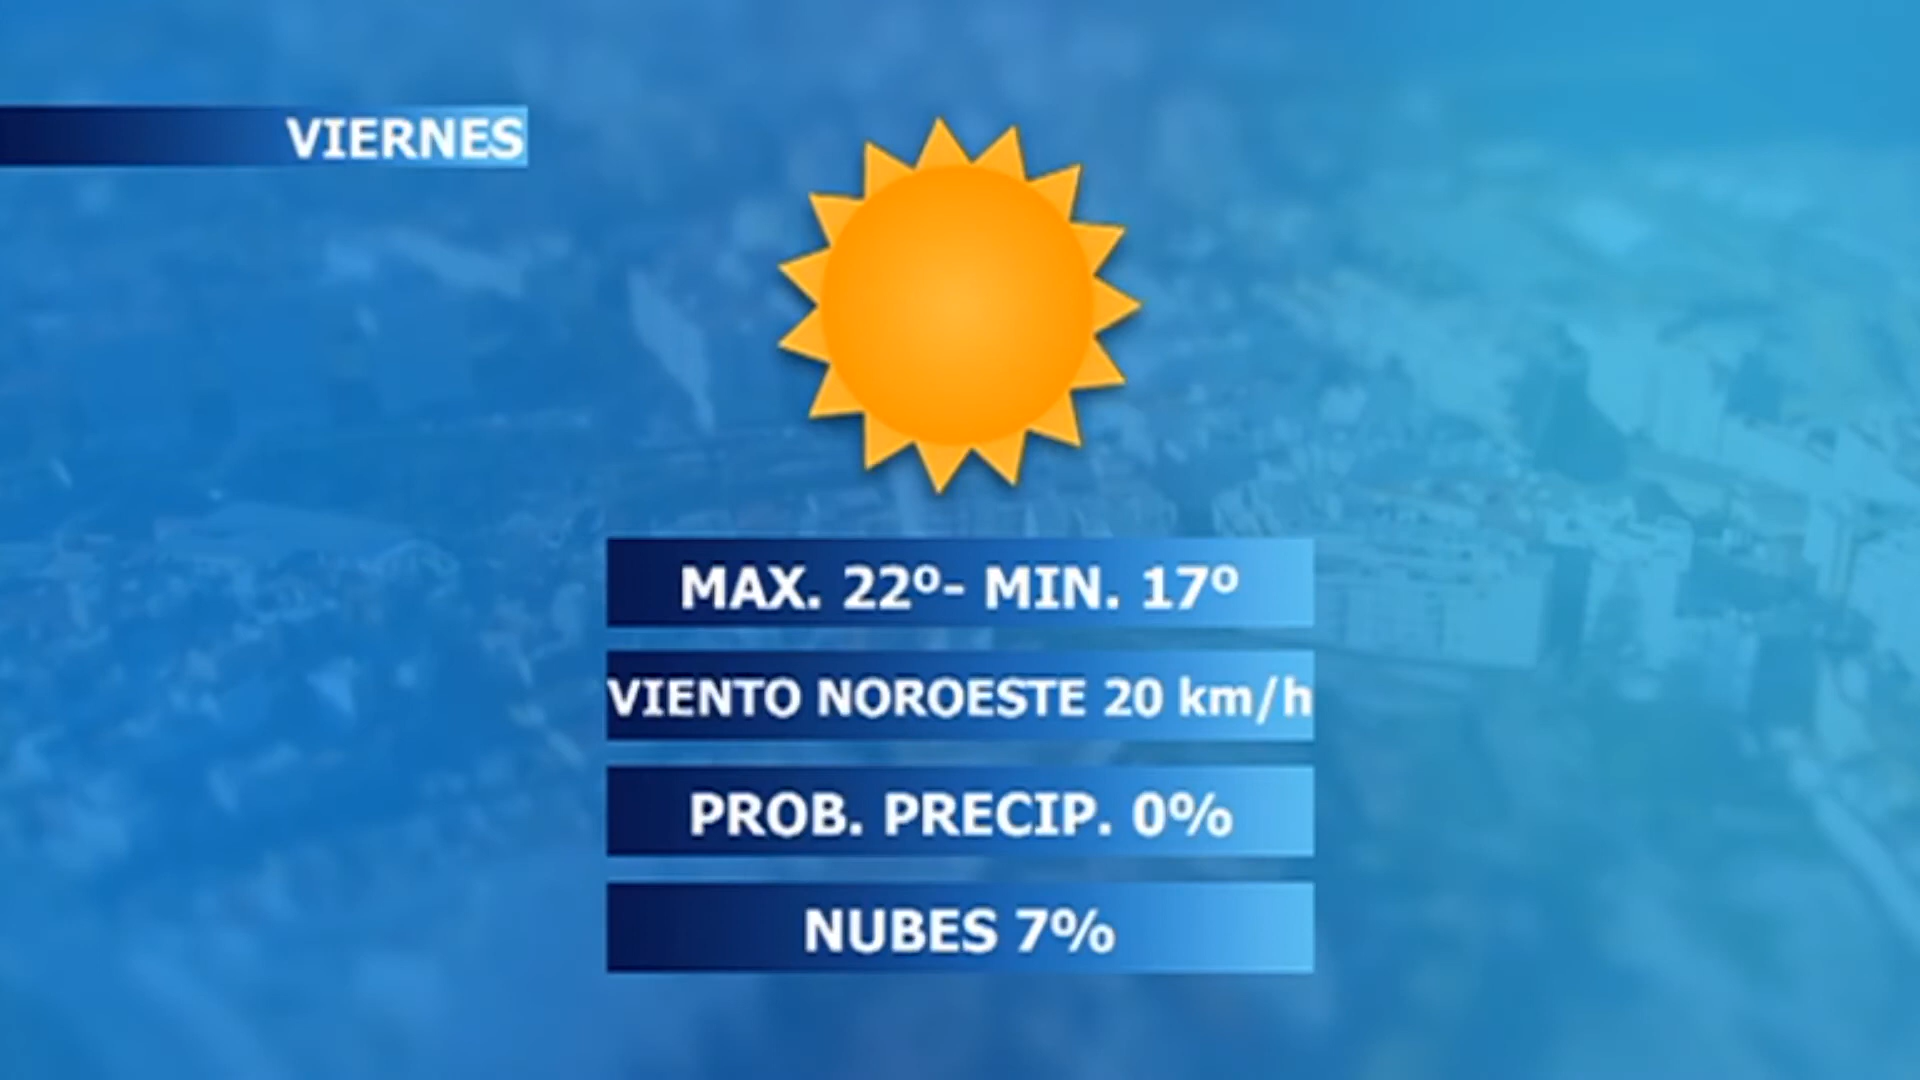 VIERNES
MAX. 22º- MIN. 17º
VIENTO NOROESTE 20 km/h
PROB. PRECIP. 0%
NUBES 7%